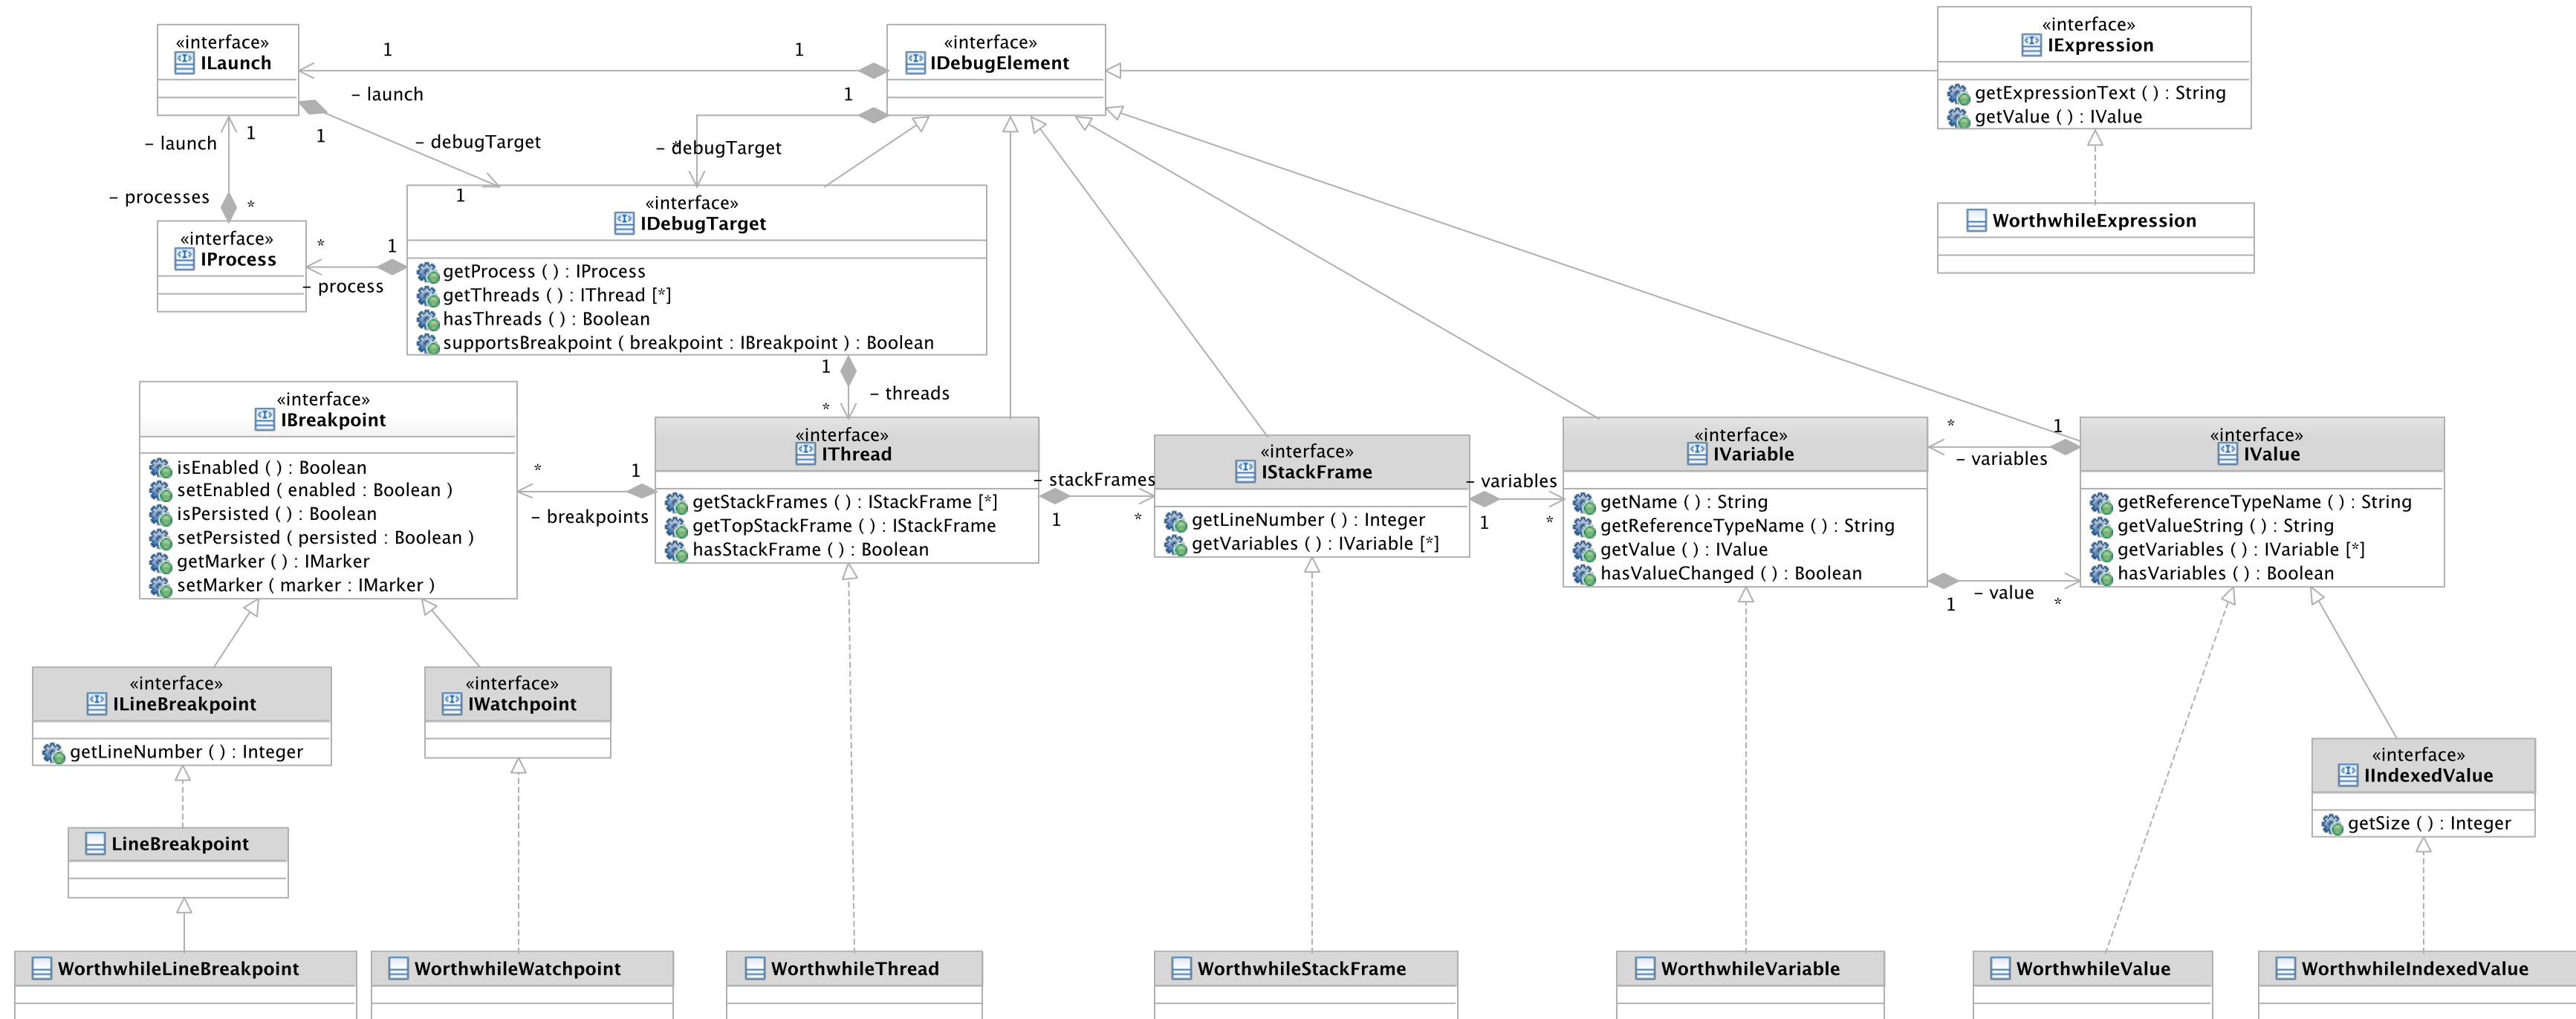 «interface»
ILaunch
1
1
– launch
«interface»
IDebugElement
1
«interface»
IExpression
getExpressionText ( ) : String
getValue ( ) : IValue
– launch
1
1
– debugTarget
– debugTarget
*
– processes
*
1
«interface»
IProcess
*
1
– process
«interface»
IDebugTarget
getProcess ( ) : IProcess
getThreads ( ) : IThread [*]
hasThreads ( ) : Boolean
supportsBreakpoint ( breakpoint : IBreakpoint ) : Boolean
WorthwhileExpression
1
– threads
*
«interface»
IBreakpoint
isEnabled ( ) : Boolean
setEnabled ( enabled : Boolean )
isPersisted ( ) : Boolean
setPersisted ( persisted : Boolean )
getMarker ( ) : IMarker
setMarker ( marker : IMarker )
*
1
– breakpoints
«interface»
IThread
getStackFrames ( ) : IStackFrame [*]
getTopStackFrame ( ) : IStackFrame
hasStackFrame ( ) : Boolean
– stackFrames
1
*
«interface»
IStackFrame
getLineNumber ( ) : Integer
getVariables ( ) : IVariable [*]
– variables
1
*
«interface»
IVariable
getName ( ) : String
getReferenceTypeName ( ) : String
getValue ( ) : IValue
hasValueChanged ( ) : Boolean
*
1
– variables
– value
1
*
«interface»
IValue
getReferenceTypeName ( ) : String
getValueString ( ) : String
getVariables ( ) : IVariable [*]
hasVariables ( ) : Boolean
«interface»
ILineBreakpoint
getLineNumber ( ) : Integer
«interface»
IWatchpoint
«interface»
IIndexedValue
getSize ( ) : Integer
LineBreakpoint
WorthwhileLineBreakpoint
WorthwhileWatchpoint
WorthwhileThread
WorthwhileStackFrame
WorthwhileVariable
WorthwhileValue
WorthwhileIndexedValue